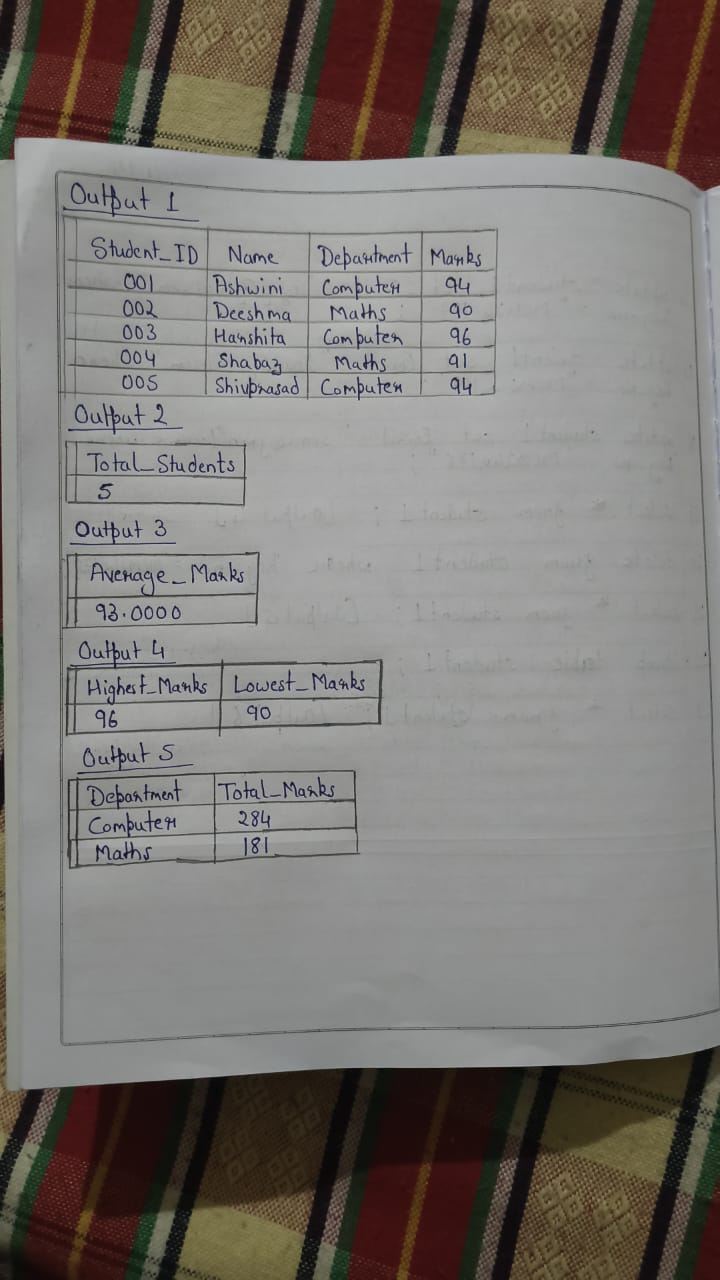 Output 1
Student_ID Name Department Marks
001 Ashwini Computer 94
002 Deeshma Maths 90
003 Harshita Computer 96
004 Shabaz Maths 91
005 Shivprasad Computer 94
Output 2
Total_Students
5
Output 3
Average_Marks
93.0000
Output 4
Highest_Marks Lowest_Marks
96 90
Output 5
Department Total_Marks
Computer 284
Maths 181